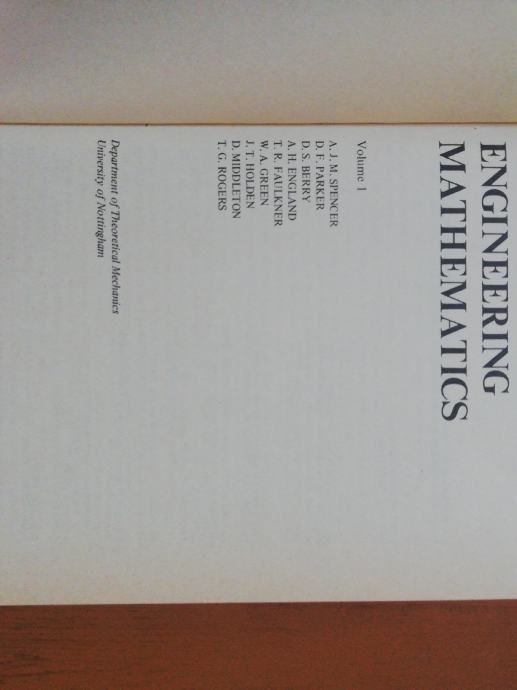 ENGINEERING
MATHEMATICS
Volume 1
A. J. M. SPENCER
D. F. PARKER
D. S. BERRY
A. H. ENGLAND
T. R. FAULKNER
W. A. GREEN
J. T. HOLDEN
D. MIDDLETON
T. G. ROGERS
Department of Theoretical Mechanics
University of Nottingham